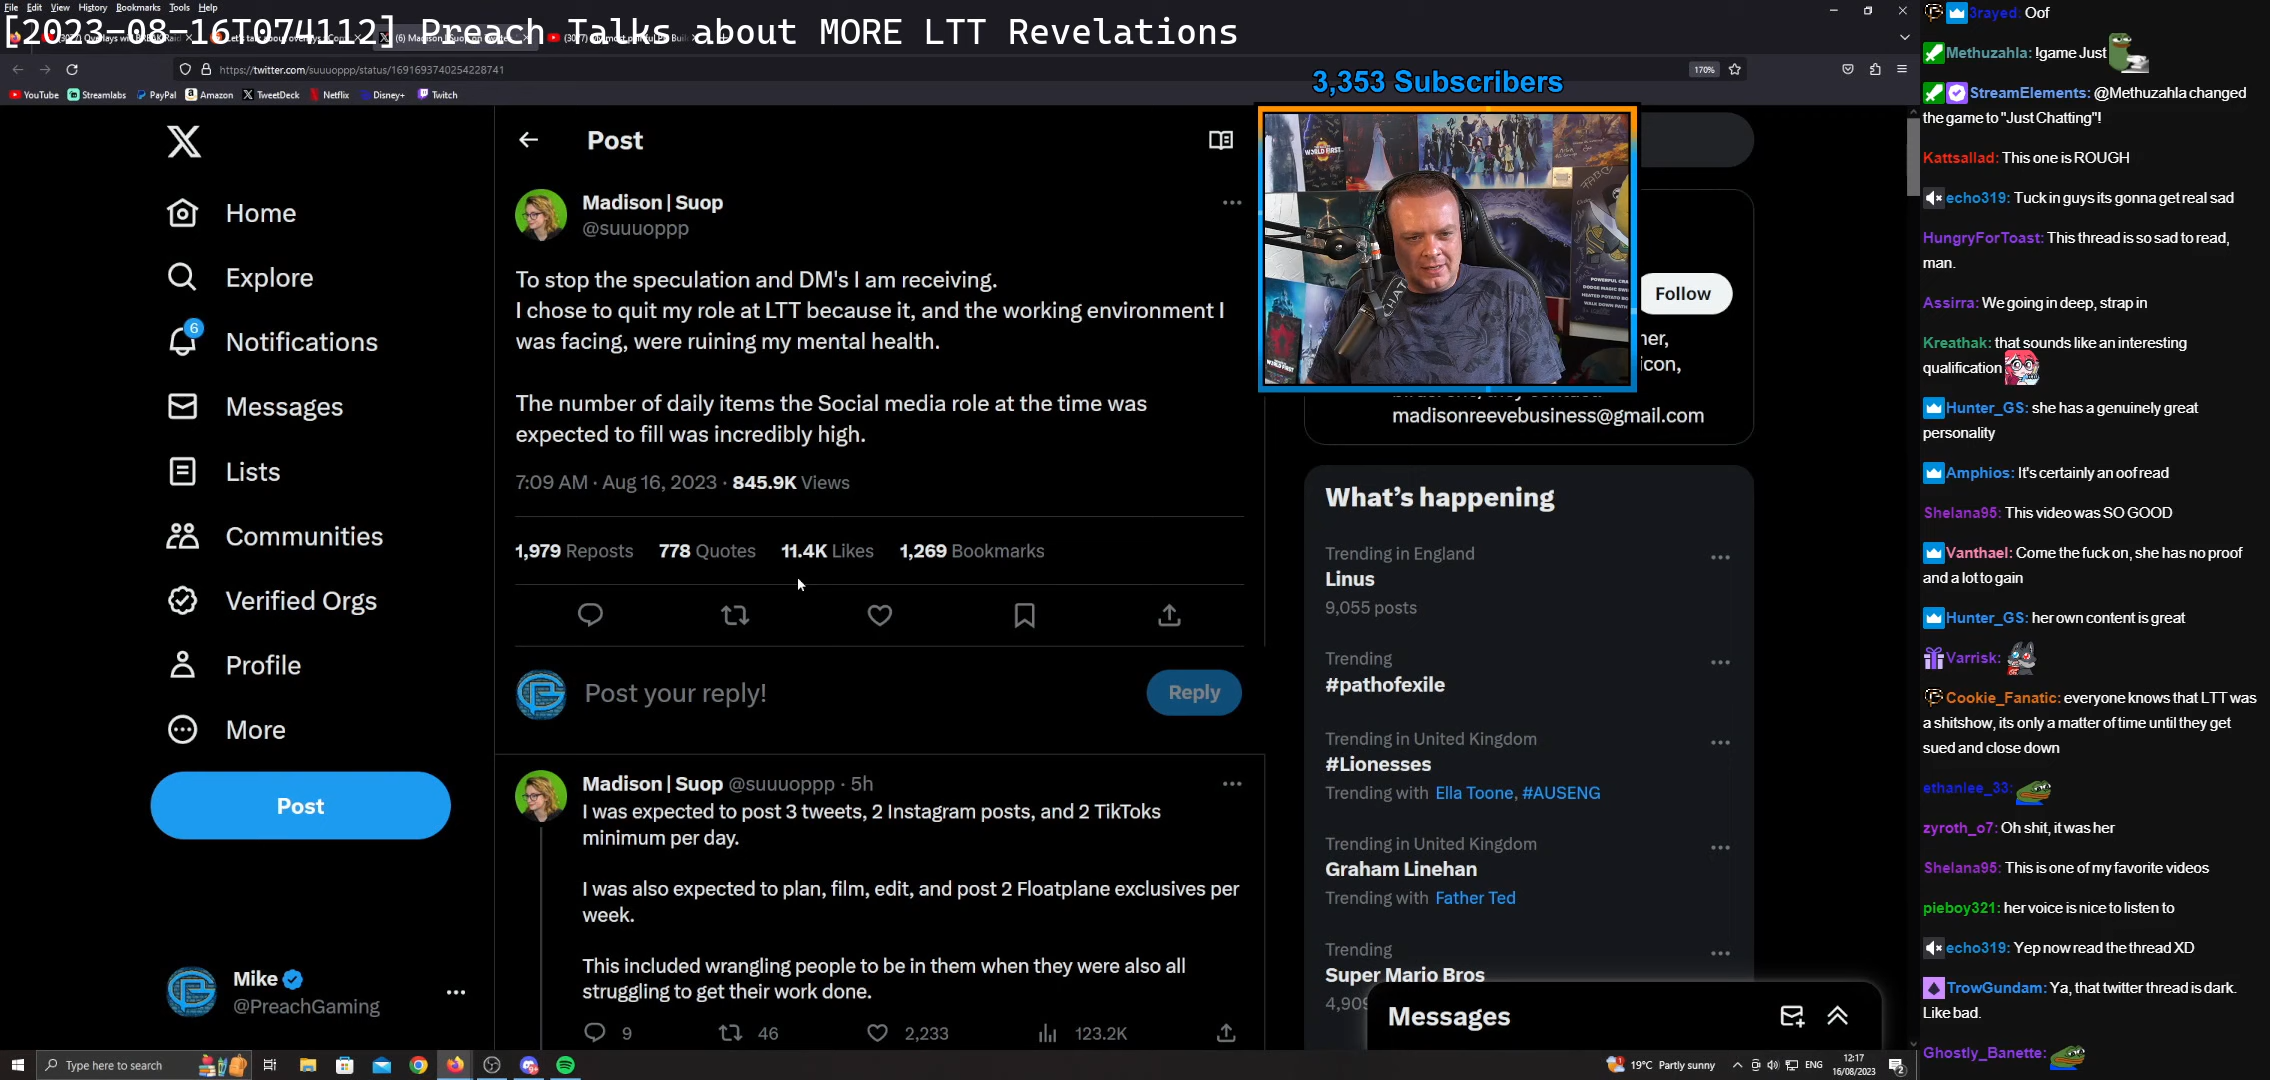 File Edit View History Bookmarks Tools Help
[2023-08-16T074112] Preach Talks about MORE LTT Revelations
https://twitter.com/suuuoppp/status/1691693740254228741
170%
YouTube Streamlabs PayPal Amazon TweetDeck Netflix Disney+ Twitch
3,353 Subscribers
Home
Explore
6
Notifications
Messages
Lists
Communities
Verified Orgs
Profile
More
Post
Mike
@PreachGaming
Post
Madison | Suop
@suuuoppp
To stop the speculation and DM's I am receiving.
I chose to quit my role at LTT because it, and the working environment I
was facing, were ruining my mental health.
The number of daily items the Social media role at the time was
expected to fill was incredibly high.
7:09 AM · Aug 16, 2023 · 845.9K Views
1,979 Reposts 778 Quotes 11.4K Likes 1,269 Bookmarks
Post your reply!
Reply
Madison | Suop @suuuoppp · 5h
I was expected to post 3 tweets, 2 Instagram posts, and 2 TikToks
minimum per day.
I was also expected to plan, film, edit, and post 2 Floatplane exclusives per
week.
This included wrangling people to be in them when they were also all
struggling to get their work done.
9 46 2,233 123.2K
WORLD FIRST
Follow
madisonreevebusiness@gmail.com
What's happening
Trending in England
Linus
9,055 posts
Trending
#pathofexile
Trending in United Kingdom
#Lionesses
Trending with Ella Toone, #AUSENG
Trending in United Kingdom
Graham Linehan
Trending with Father Ted
Trending
Super Mario Bros
Messages
3rayed: Oof
Methuzahla: !game Just
StreamElements: @Methuzahla changed
the game to "Just Chatting"!
Kattsallad: This one is ROUGH
echo319: Tuck in guys its gonna get real sad
HungryForToast: This thread is so sad to read,
man.
Assirra: We going in deep, strap in
Kreathak: that sounds like an interesting
qualification
Hunter_GS: she has a genuinely great
personality
Amphios: It's certainly an oof read
Shelana95: This video was SO GOOD
Vanthael: Come the fuck on, she has no proof
and a lot to gain
Hunter_GS: her own content is great
Varrisk:
Cookie_Fanatic: everyone knows that LTT was
a shitshow, its only a matter of time until they get
sued and close down
ethanlee_33:
zyroth_o7: Oh shit, it was her
Shelana95: This is one of my favorite videos
pieboy321: her voice is nice to listen to
echo319: Yep now read the thread XD
TrowGundam: Ya, that twitter thread is dark.
Like bad.
Ghostly_Banette:
Type here to search
19°C Partly sunny
ENG
12:17
16/08/2023
2